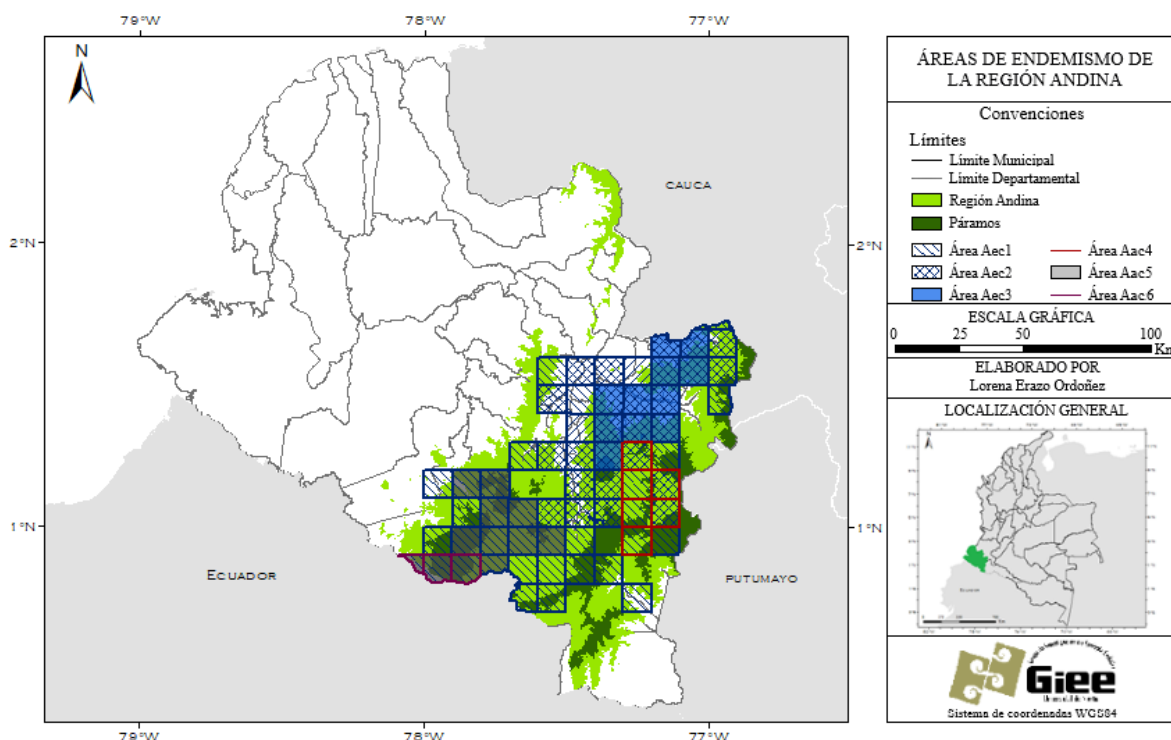 79°W
78°W
77°W
N
CAUCA
2°N
2°N
1°N
1°N
ECUADOR
PUTUMAYO
79°W
78°W
77°W
ÁREAS DE ENDEMISMO DE
LA REGIÓN ANDINA
Convenciones
Límites
Límite Municipal
Límite Departamental
Región Andina
Páramos
Área Aec1
Área Aac4
Área Aec2
Área Aac5
Área Aec3
Área Aac6
ESCALA GRÁFICA
0 25 50 100
Km
ELABORADO POR
Lorena Erazo Ordoñez
LOCALIZACIÓN GENERAL
Giee
Sistema de coordenadas WGS84